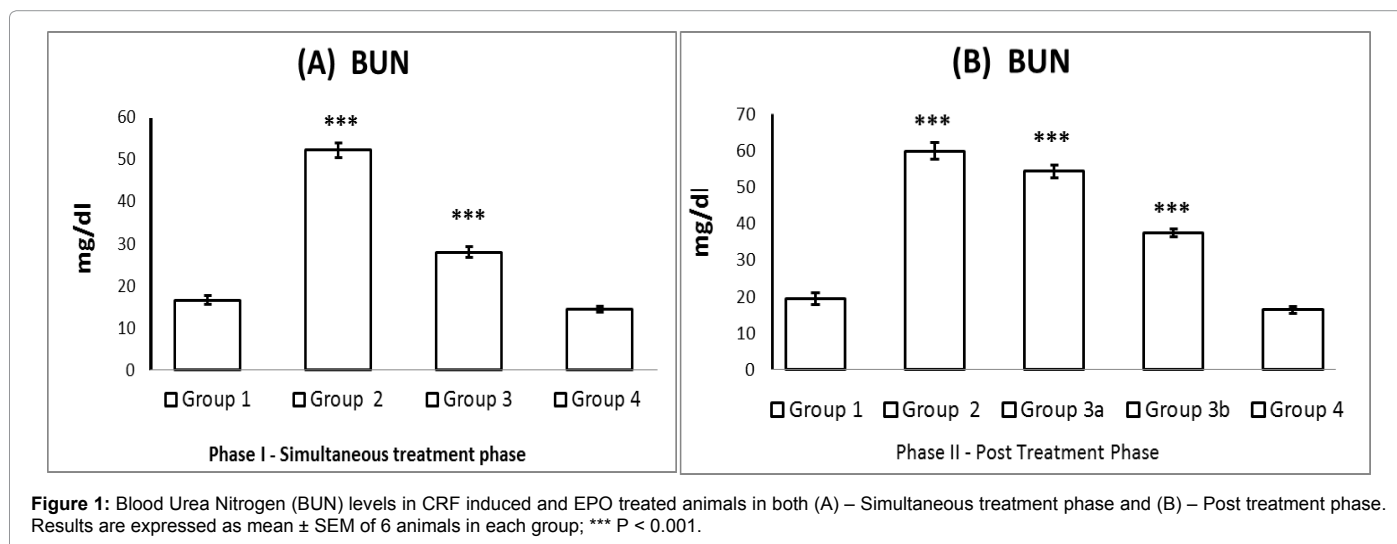 (A) BUN
60
50
40
30
20
10
0
mg/dl
***
***
Group 1 Group 2 Group 3 Group 4
Phase I - Simultaneous treatment phase
(B) BUN
70
60
50
40
30
20
10
0
mg/dl
***
***
***
Group 1 Group 2 Group 3a Group 3b Group 4
Phase II - Post Treatment Phase
Figure 1: Blood Urea Nitrogen (BUN) levels in CRF induced and EPO treated animals in both (A) – Simultaneous treatment phase and (B) – Post treatment phase.
Results are expressed as mean ± SEM of 6 animals in each group; *** P < 0.001.